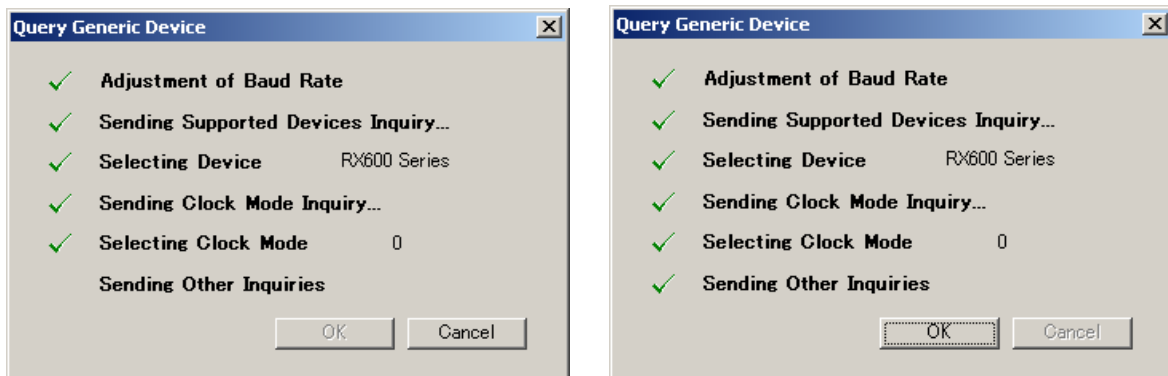 Query Generic Device
Adjustment of Baud Rate
Sending Supported Devices Inquiry...
Selecting Device RX600 Series
Sending Clock Mode Inquiry...
Selecting Clock Mode 0
Sending Other Inquiries
OK Cancel
Query Generic Device
Adjustment of Baud Rate
Sending Supported Devices Inquiry...
Selecting Device RX600 Series
Sending Clock Mode Inquiry...
Selecting Clock Mode 0
Sending Other Inquiries
OK Cancel